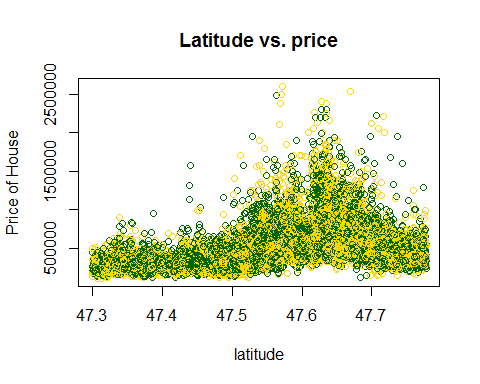 Latitude vs. price
Price of House
2500000
1500000
500000
47.3 47.4 47.5 47.6 47.7
latitude